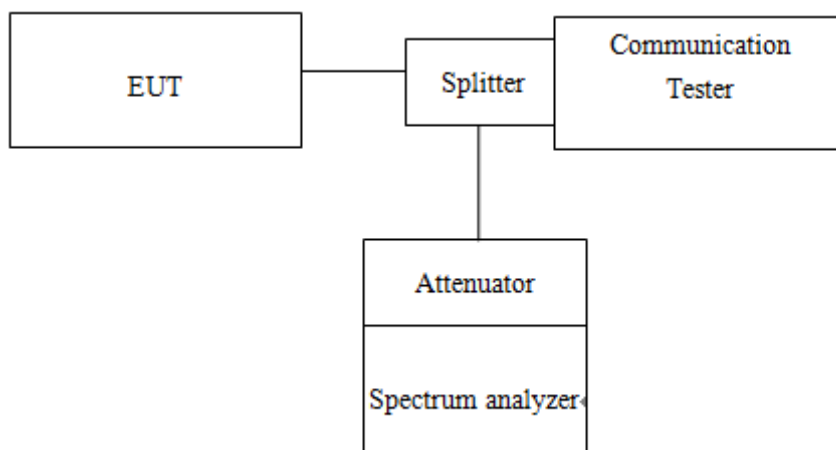 EUT
Splitter
Communication
Tester
Attenuator
Spectrum analyzer